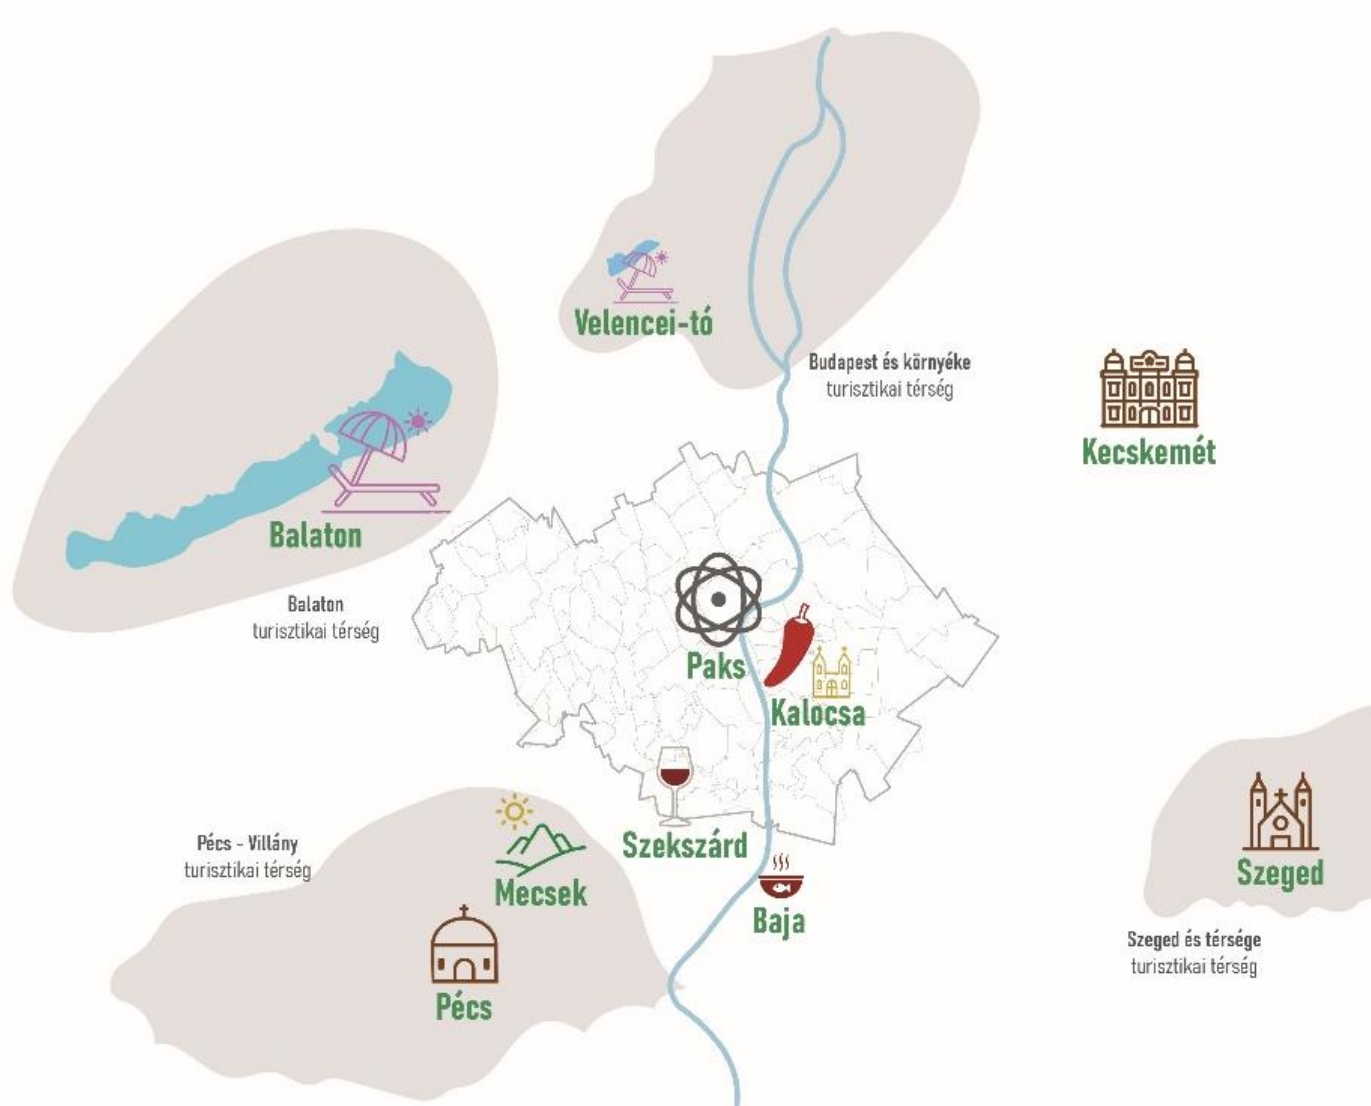 Velencei-tó
Budapest és környéke
turisztikai térség
Kecskemét
Balaton
Balaton
turisztikai térség
Paks
Kalocsa
Szekszárd
Pécs - Villány
turisztikai térség
Mecsek
Baja
Pécs
Szeged
Szeged és térsége
turisztikai térség